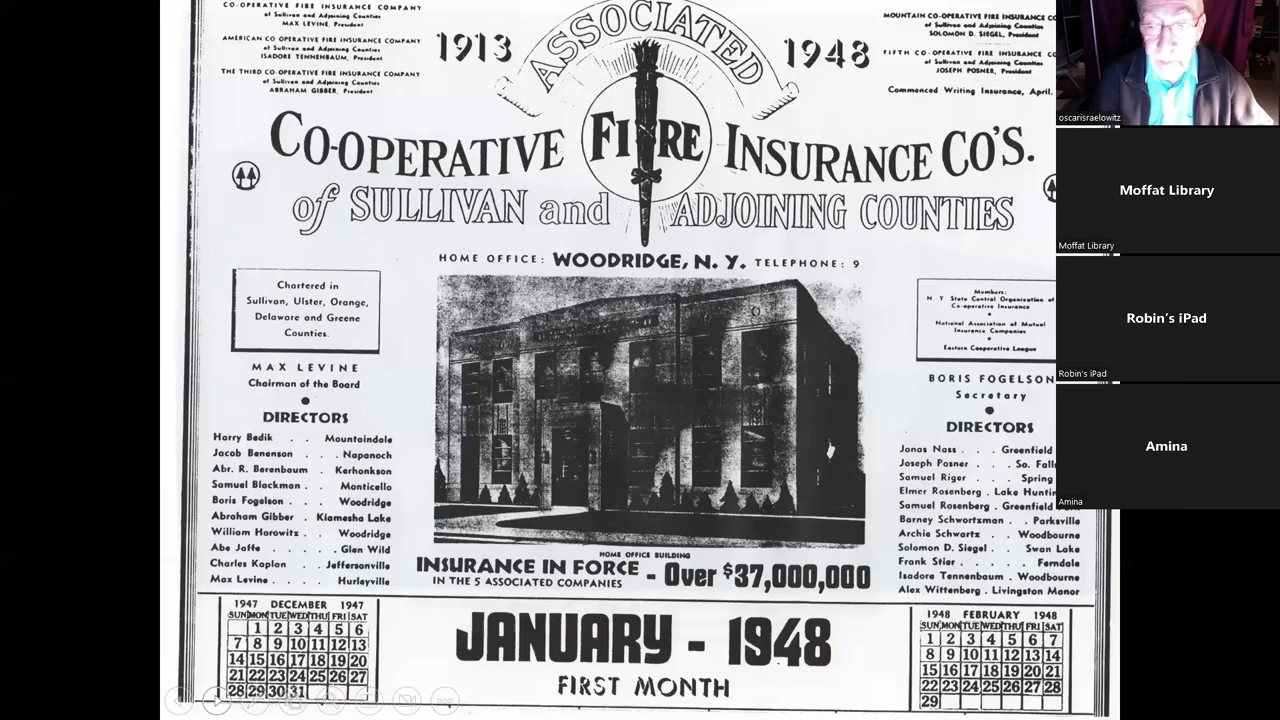 CO-OPERATIVE FIRE INSURANCE COMPANY
of Sullivan and Adjoining Counties
MAX LEVINE, President
AMERICAN CO-OPERATIVE FIRE INSURANCE COMPANY
of Sullivan and Adjoining Counties
ISADORE TENNENBAUM, President
THE THIRD CO-OPERATIVE FIRE INSURANCE COMPANY
of Sullivan and Adjoining Counties
ABRAHAM GIBBER, President
1913
ASSOCIATED
1948
MOUNTAIN CO-OPERATIVE FIRE INSURANCE CO
of Sullivan and Adjoining Counties
SOLOMON D. SIEGEL, President
FIFTH CO-OPERATIVE FIRE INSURANCE CO
of Sullivan and Adjoining Counties
JOSEPH POSNER, President
Commenced Writing Insurance, April.
CO-OPERATIVE FIRE INSURANCE CO'S.
of SULLIVAN and ADJOINING COUNTIES
HOME OFFICE: WOODRIDGE, N. Y. TELEPHONE: 9
Chartered in
Sullivan, Ulster, Orange,
Delaware and Greene
Counties.
MAX LEVINE
Chairman of the Board
DIRECTORS
Harry Bedik . . Mountaindale
Jacob Benenson . . . Napanoch
Abr. R. Berenbaum . Kerhonkson
Samuel Blackman . . Monticello
Boris Fogelson . . . Woodridge
Abraham Gibber . Kiamesha Lake
William Horowitz . . Woodridge
Abe Jaffe . . . . . . Glen Wild
Charles Kaplan . . Jeffersonville
Max Levine . . . . Hurleyville
Members:
N Y State Central Organization of
Co-operative Insurance
National Association of Mutual
Insurance Companies
Eastern Cooperative League
BORIS FOGELSON
Secretary
DIRECTORS
Jonas Nass . . . Greenfield
Joseph Posner . . . So. Fall
Samuel Riger . . . Spring
Elmer Rosenberg . Lake Hunti
Samuel Rosenberg . Greenfield
Barney Schwortzman . . Parksville
Archie Schwartz . . Woodbourne
Solomon D. Siegel . . Swan Lake
Frank Stier . . . . Ferndale
Isadore Tennenbaum . Woodbourne
Alex Wittenberg . Livingston Manor
HOME OFFICE BUILDING
INSURANCE IN FORCE - Over $37,000,000
IN THE 5 ASSOCIATED COMPANIES
1947 DECEMBER 1947
SUN MON TUE WED THU FRI SAT
1 2 3 4 5 6
7 8 9 10 11 12 13
14 15 16 17 18 19 20
21 22 23 24 25 26 27
28 29 30 31
JANUARY - 1948
FIRST MONTH
1948 FEBRUARY 1948
SUN MON TUE WED THU FRI SAT
1 2 3 4 5 6 7
8 9 10 11 12 13 14
15 16 17 18 19 20 21
22 23 24 25 26 27 28
29
oscarisraelowitz
Moffat Library
Moffat Library
Robin's iPad
Robin's iPad
Amina
Amina